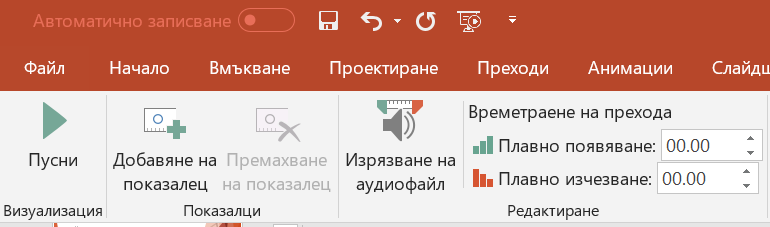 Автоматично записване
Файл Начало Вмъкване Проектиране Преходи Анимации
Пусни
Добавяне на
показалец
Премахване
на показалец
Изрязване на
аудиофайл
Времетраене на прехода
Плавно появяване: 00.00
Плавно изчезване: 00.00
Визуализация Показалци Редактиране